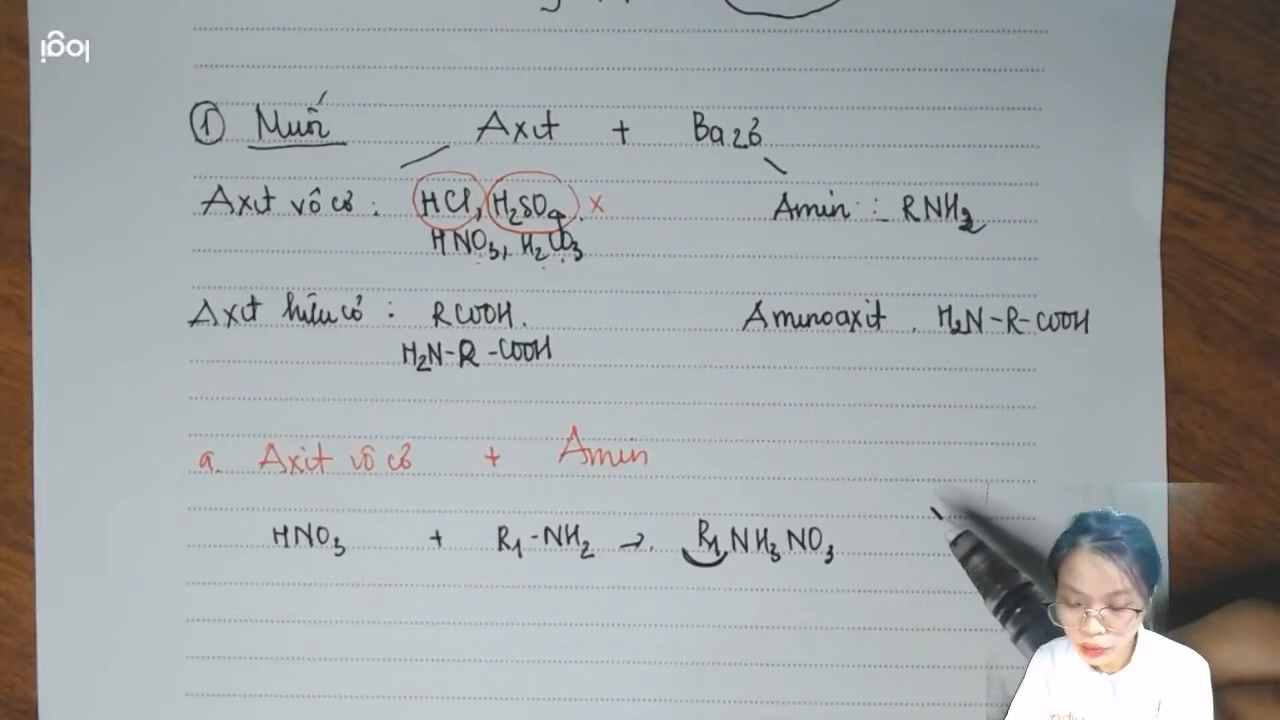 logi
① Muối Axit + Bazơ
Axit vô cơ : HCl, H₂SO₄. x Amin : RNH₂
HNO₃, H₂CO₃
Axit hữu cơ : RCOOH. Aminoaxit . H₂N-R-COOH
H₂N-R-COOH
a. Axit vô cơ + Amin
HNO₃ + R₁-NH₂ → R₁NH₃NO₃